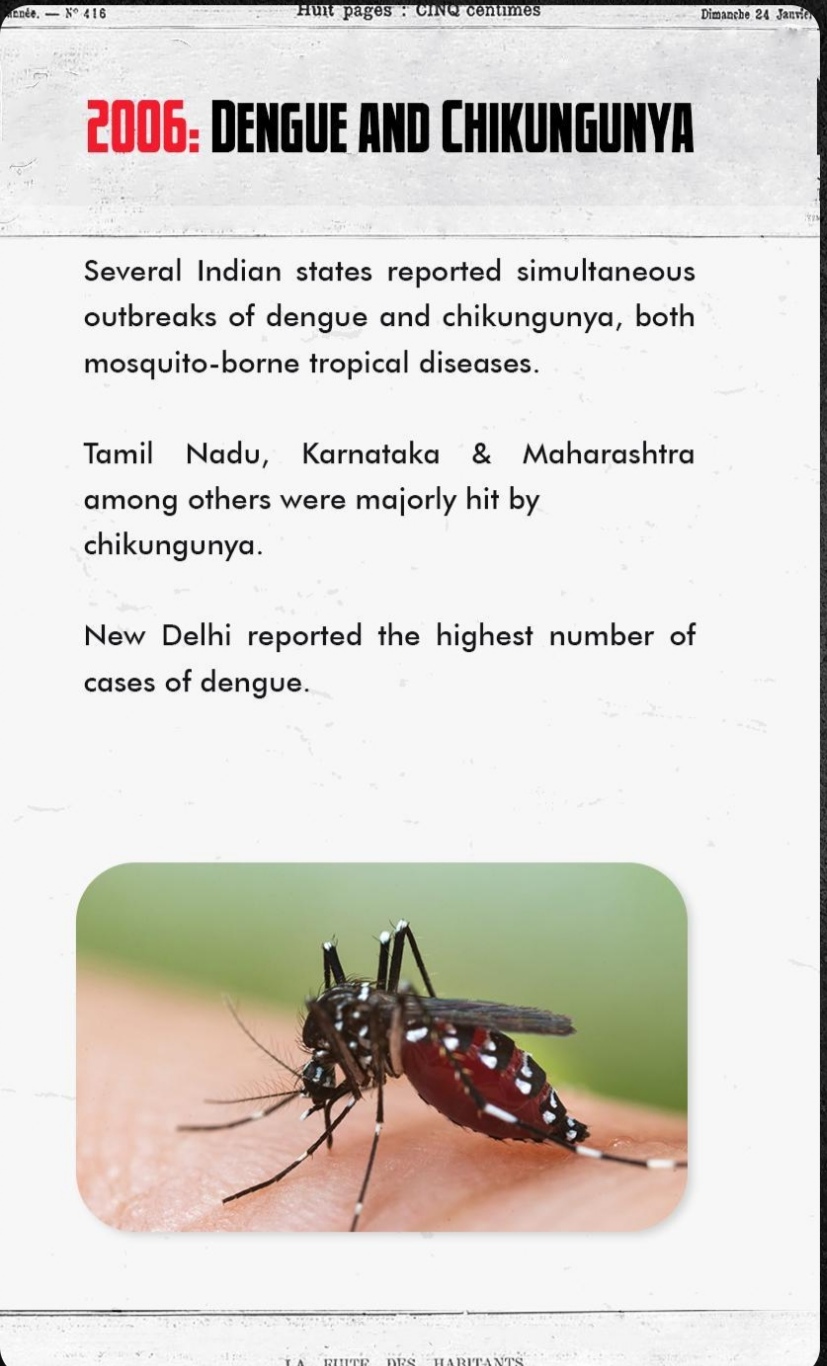 année. — Nº 416
Huit pages : CINQ centimes
Dimanche 24 Janvier
2006: DENGUE AND CHIKUNGUNYA
Several Indian states reported simultaneous
outbreaks of dengue and chikungunya, both
mosquito-borne tropical diseases.
Tamil Nadu, Karnataka & Maharashtra
among others were majorly hit by
chikungunya.
New Delhi reported the highest number of
cases of dengue.
LA FUITE DES HABITANTS